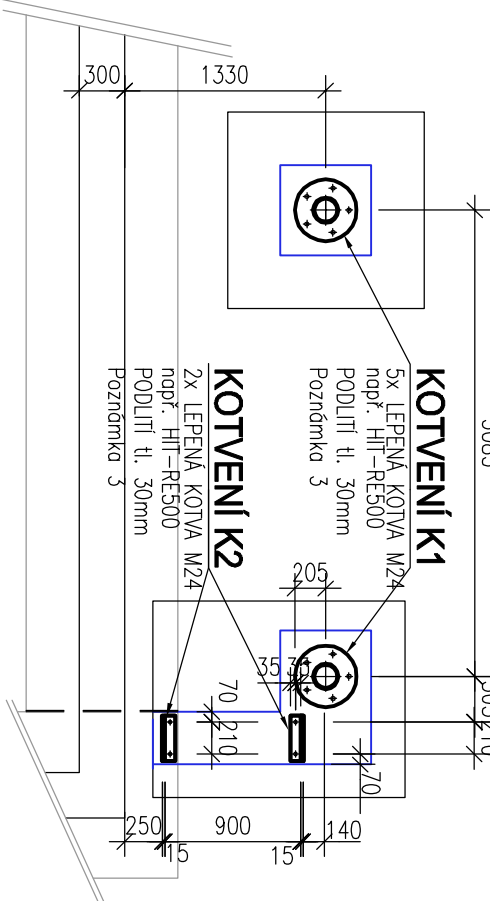 300
1330
KOTVENÍ K1
5x LEPENÁ KOTVA M24
např. HIT-RE500
PODLITÍ tl. 30mm
Poznámka 3
KOTVENÍ K2
2x LEPENÁ KOTVA M24
např. HIT-RE500
PODLITÍ tl. 30mm
Poznámka 3
205
35
70
210
70
250
900
140
15
15